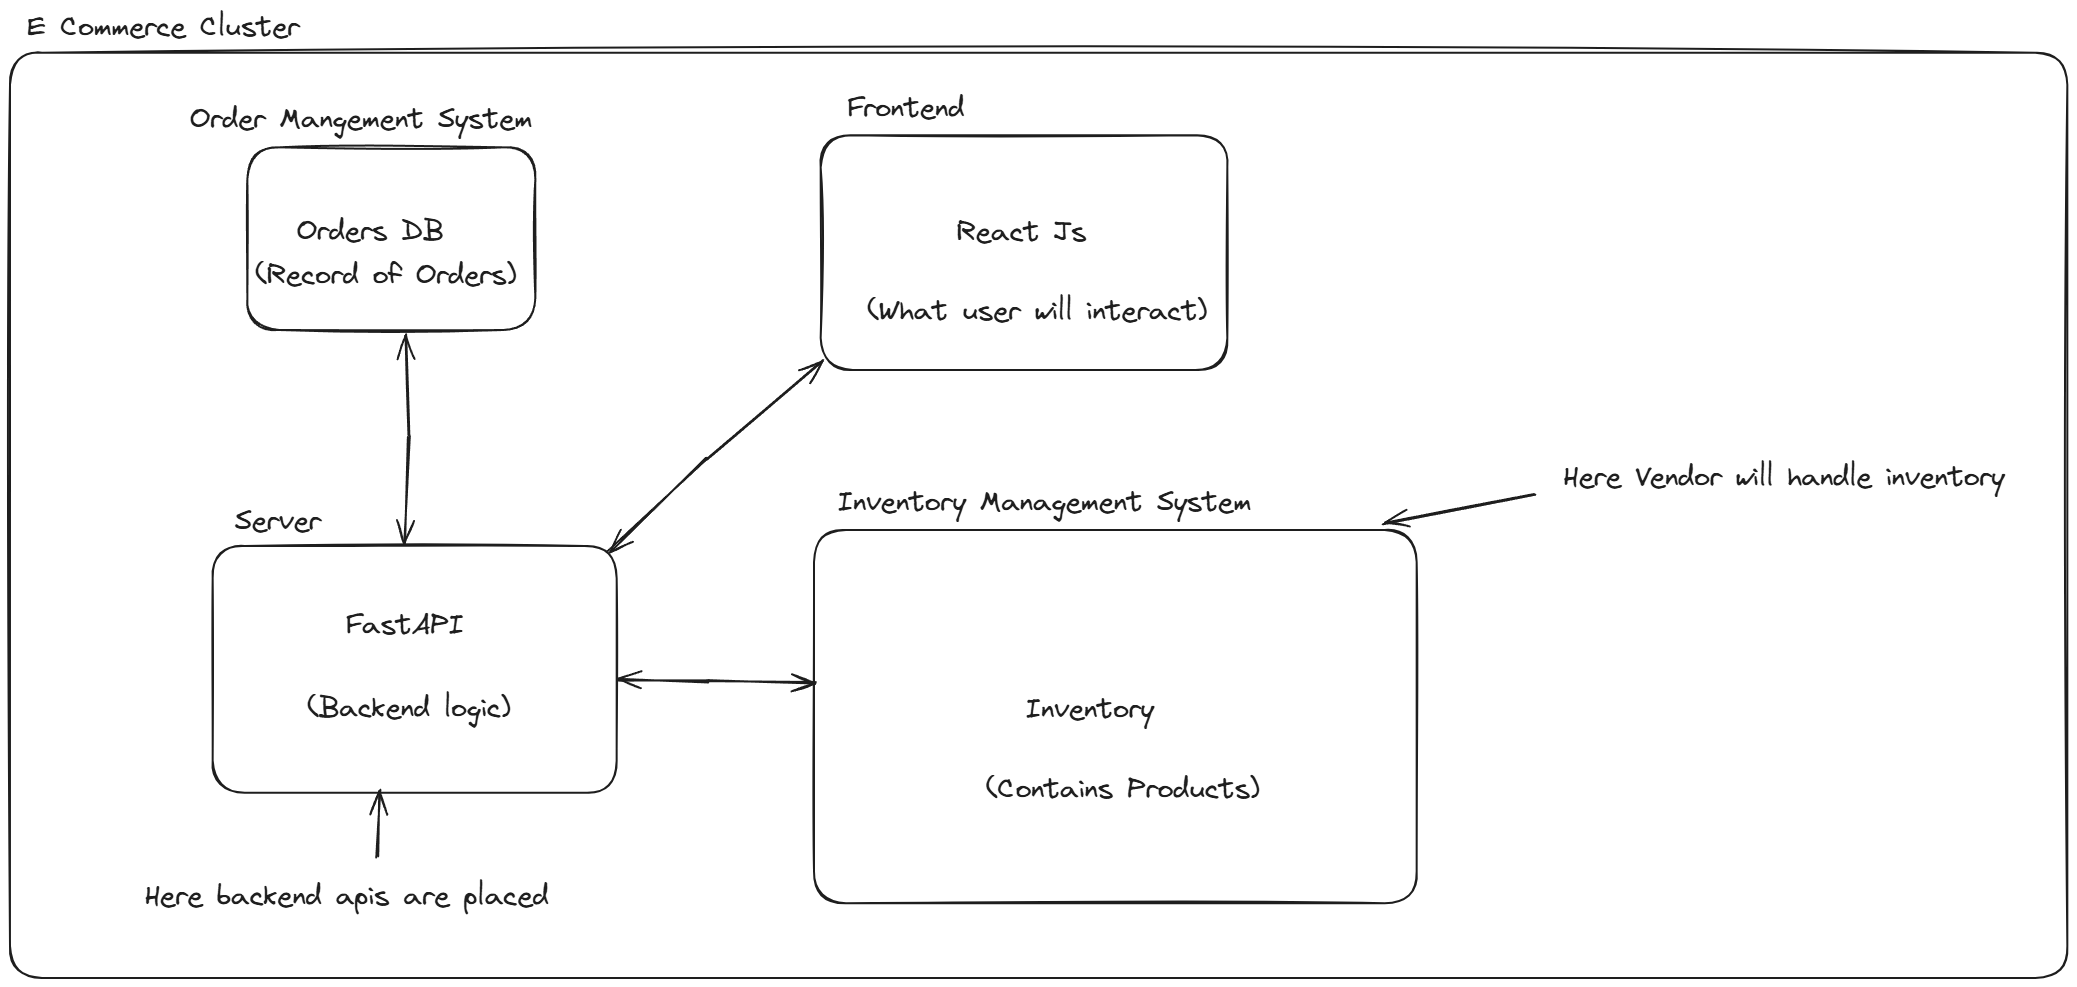 E Commerce Cluster
Order Mangement System
Orders DB
(Record of Orders)
Frontend
React Js
(What user will interact)
Server
FastAPI
(Backend logic)
Here backend apis are placed
Inventory Management System
Inventory
(Contains Products)
Here Vendor will handle inventory